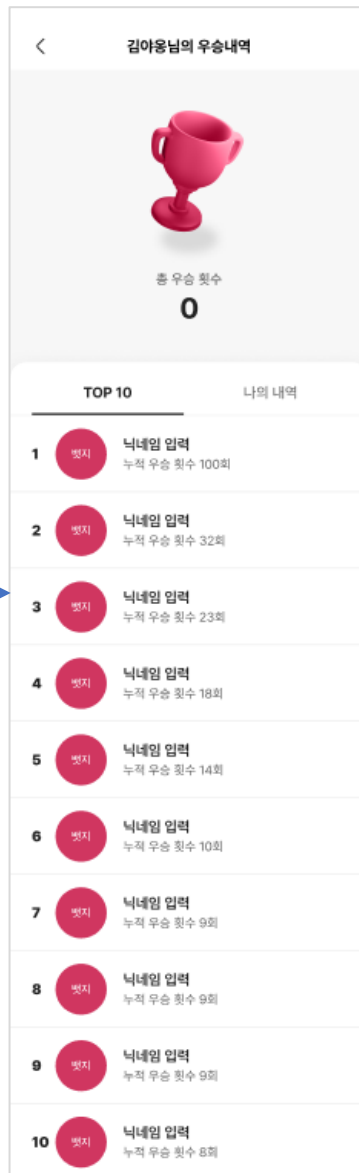 김야옹님의 우승내역
총 우승 횟수
0
TOP 10 나의 내역
1 뱃지 닉네임 입력
누적 우승 횟수 100회
2 뱃지 닉네임 입력
누적 우승 횟수 32회
3 뱃지 닉네임 입력
누적 우승 횟수 23회
4 뱃지 닉네임 입력
누적 우승 횟수 18회
5 뱃지 닉네임 입력
누적 우승 횟수 14회
6 뱃지 닉네임 입력
누적 우승 횟수 10회
7 뱃지 닉네임 입력
누적 우승 횟수 9회
8 뱃지 닉네임 입력
누적 우승 횟수 9회
9 뱃지 닉네임 입력
누적 우승 횟수 9회
10 뱃지 닉네임 입력
누적 우승 횟수 8회